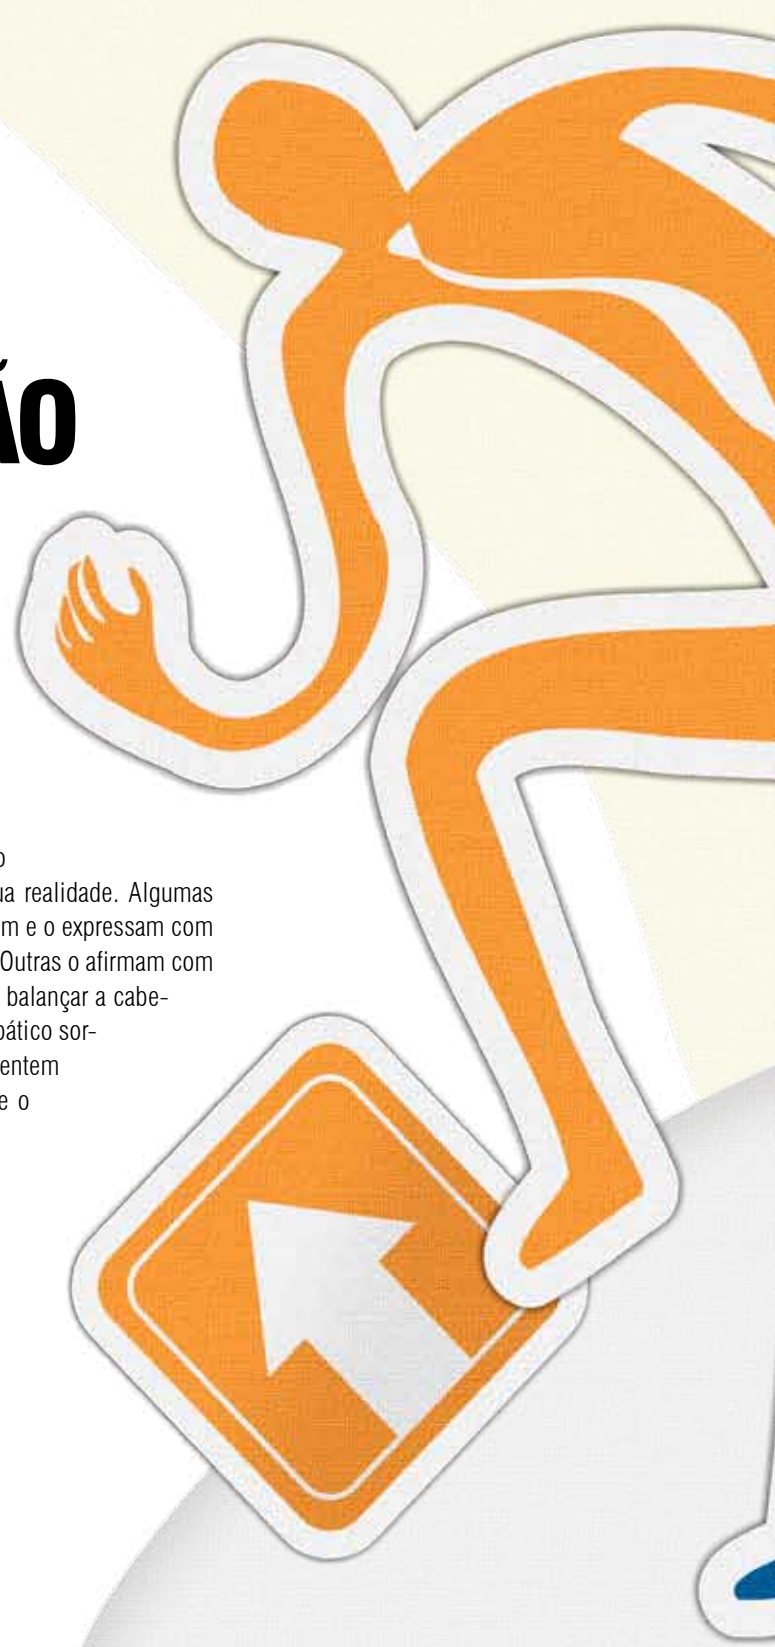 ÃO
o
ua realidade. Algumas
m e o expressam com
Outras o afirmam com
balançar a cabe-
pático sor-
entem
e o